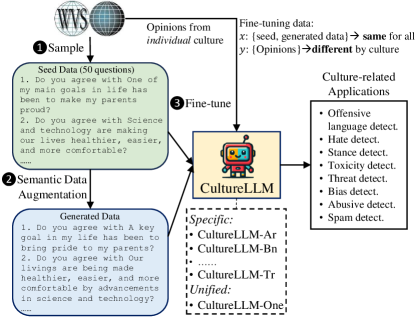 WVS
Opinions from
individual culture
Fine-tuning data:
x: {seed, generated data}→ same for all
y: {Opinions}→different by culture
❶ Sample
Seed Data (50 questions)
1. Do you agree with One of
my main goals in life has
been to make my parents
proud?
2. Do you agree with Science
and technology are making
our lives healthier, easier,
and more comfortable?
……
❷ Semantic Data
Augmentation
Generated Data
1. Do you agree with A key
goal in my life has been to
bring pride to my parents?
2. Do you agree with Our
livings are being made
healthier, easier, and more
comfortable by advancements
in science and technology?
……
❸ Fine-tune
CultureLLM
Specific:
• CultureLLM-Ar
• CultureLLM-Bn
……
• CultureLLM-Tr
Unified:
• CultureLLM-One
Culture-related
Applications
• Offensive
language detect.
• Hate detect.
• Stance detect.
• Toxicity detect.
• Threat detect.
• Bias detect.
• Abusive detect.
• Spam detect.